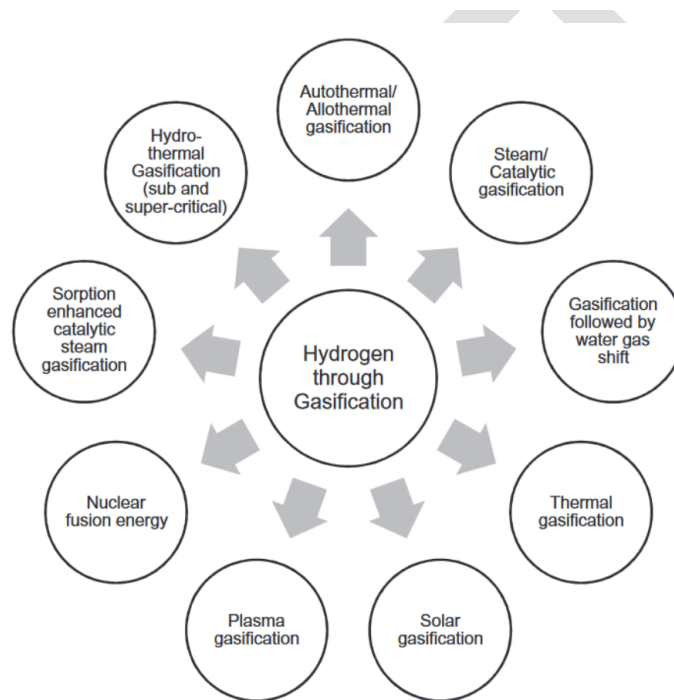 Autothermal/
Allothermal
gasification
Steam/
Catalytic
gasification
Gasification
followed by
water gas
shift
Thermal
gasification
Solar
gasification
Plasma
gasification
Nuclear
fusion energy
Sorption
enhanced
catalytic
steam
gasification
Hydro-
thermal
Gasification
(sub and
super-critical)
Hydrogen
through
Gasification